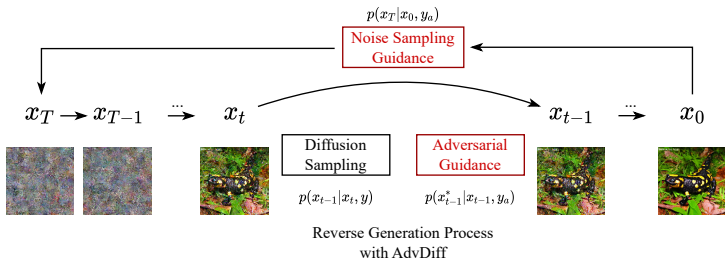 p(x_T|x_0, y_a)
Noise Sampling
Guidance
x_T x_{T−1} ... x_t x_{t−1} ... x_0
Diffusion
Sampling
Adversarial
Guidance
p(x_{t−1}|x_t, y) p(x^*_{t−1}|x_{t−1}, y_a)
Reverse Generation Process
with AdvDiff